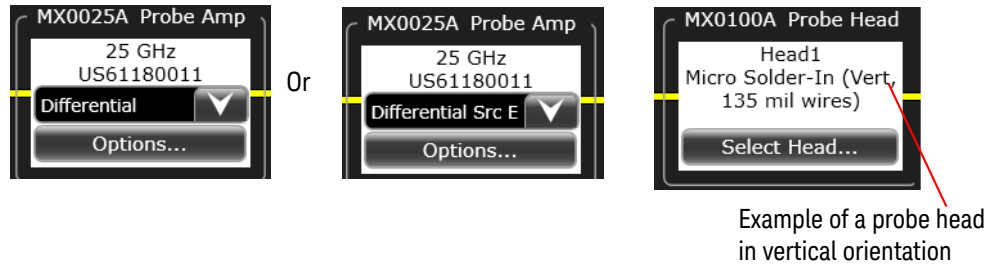 MX0025A Probe Amp
25 GHz
US61180011
Differential
Options...
Or
MX0025A Probe Amp
25 GHz
US61180011
Differential Src E
Options...
MX0100A Probe Head
Head1
Micro Solder-In (Vert,
135 mil wires)
Select Head...
Example of a probe head
in vertical orientation